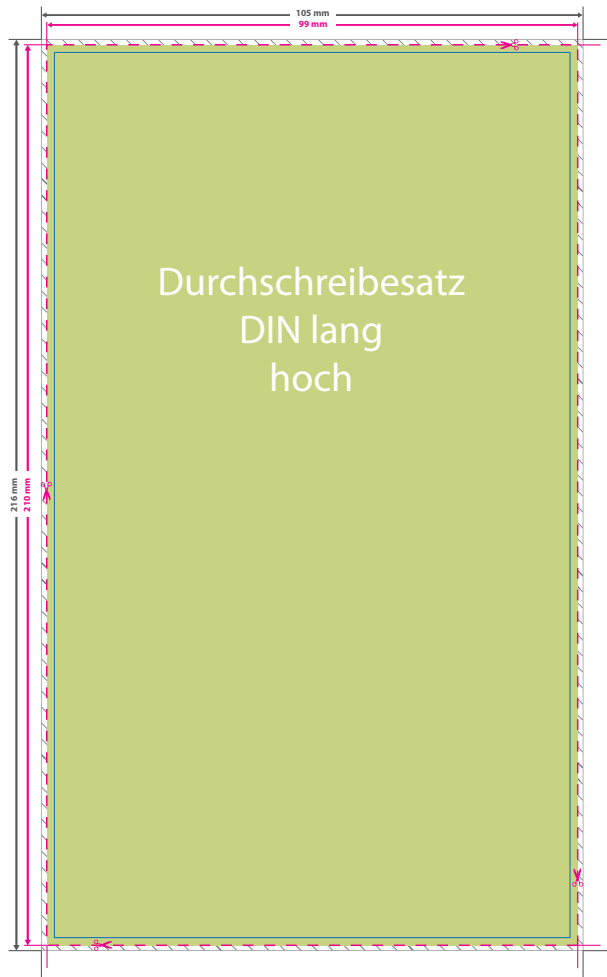 105 mm
99 mm
Durchschreibesatz
DIN lang
hoch
216 mm
210 mm